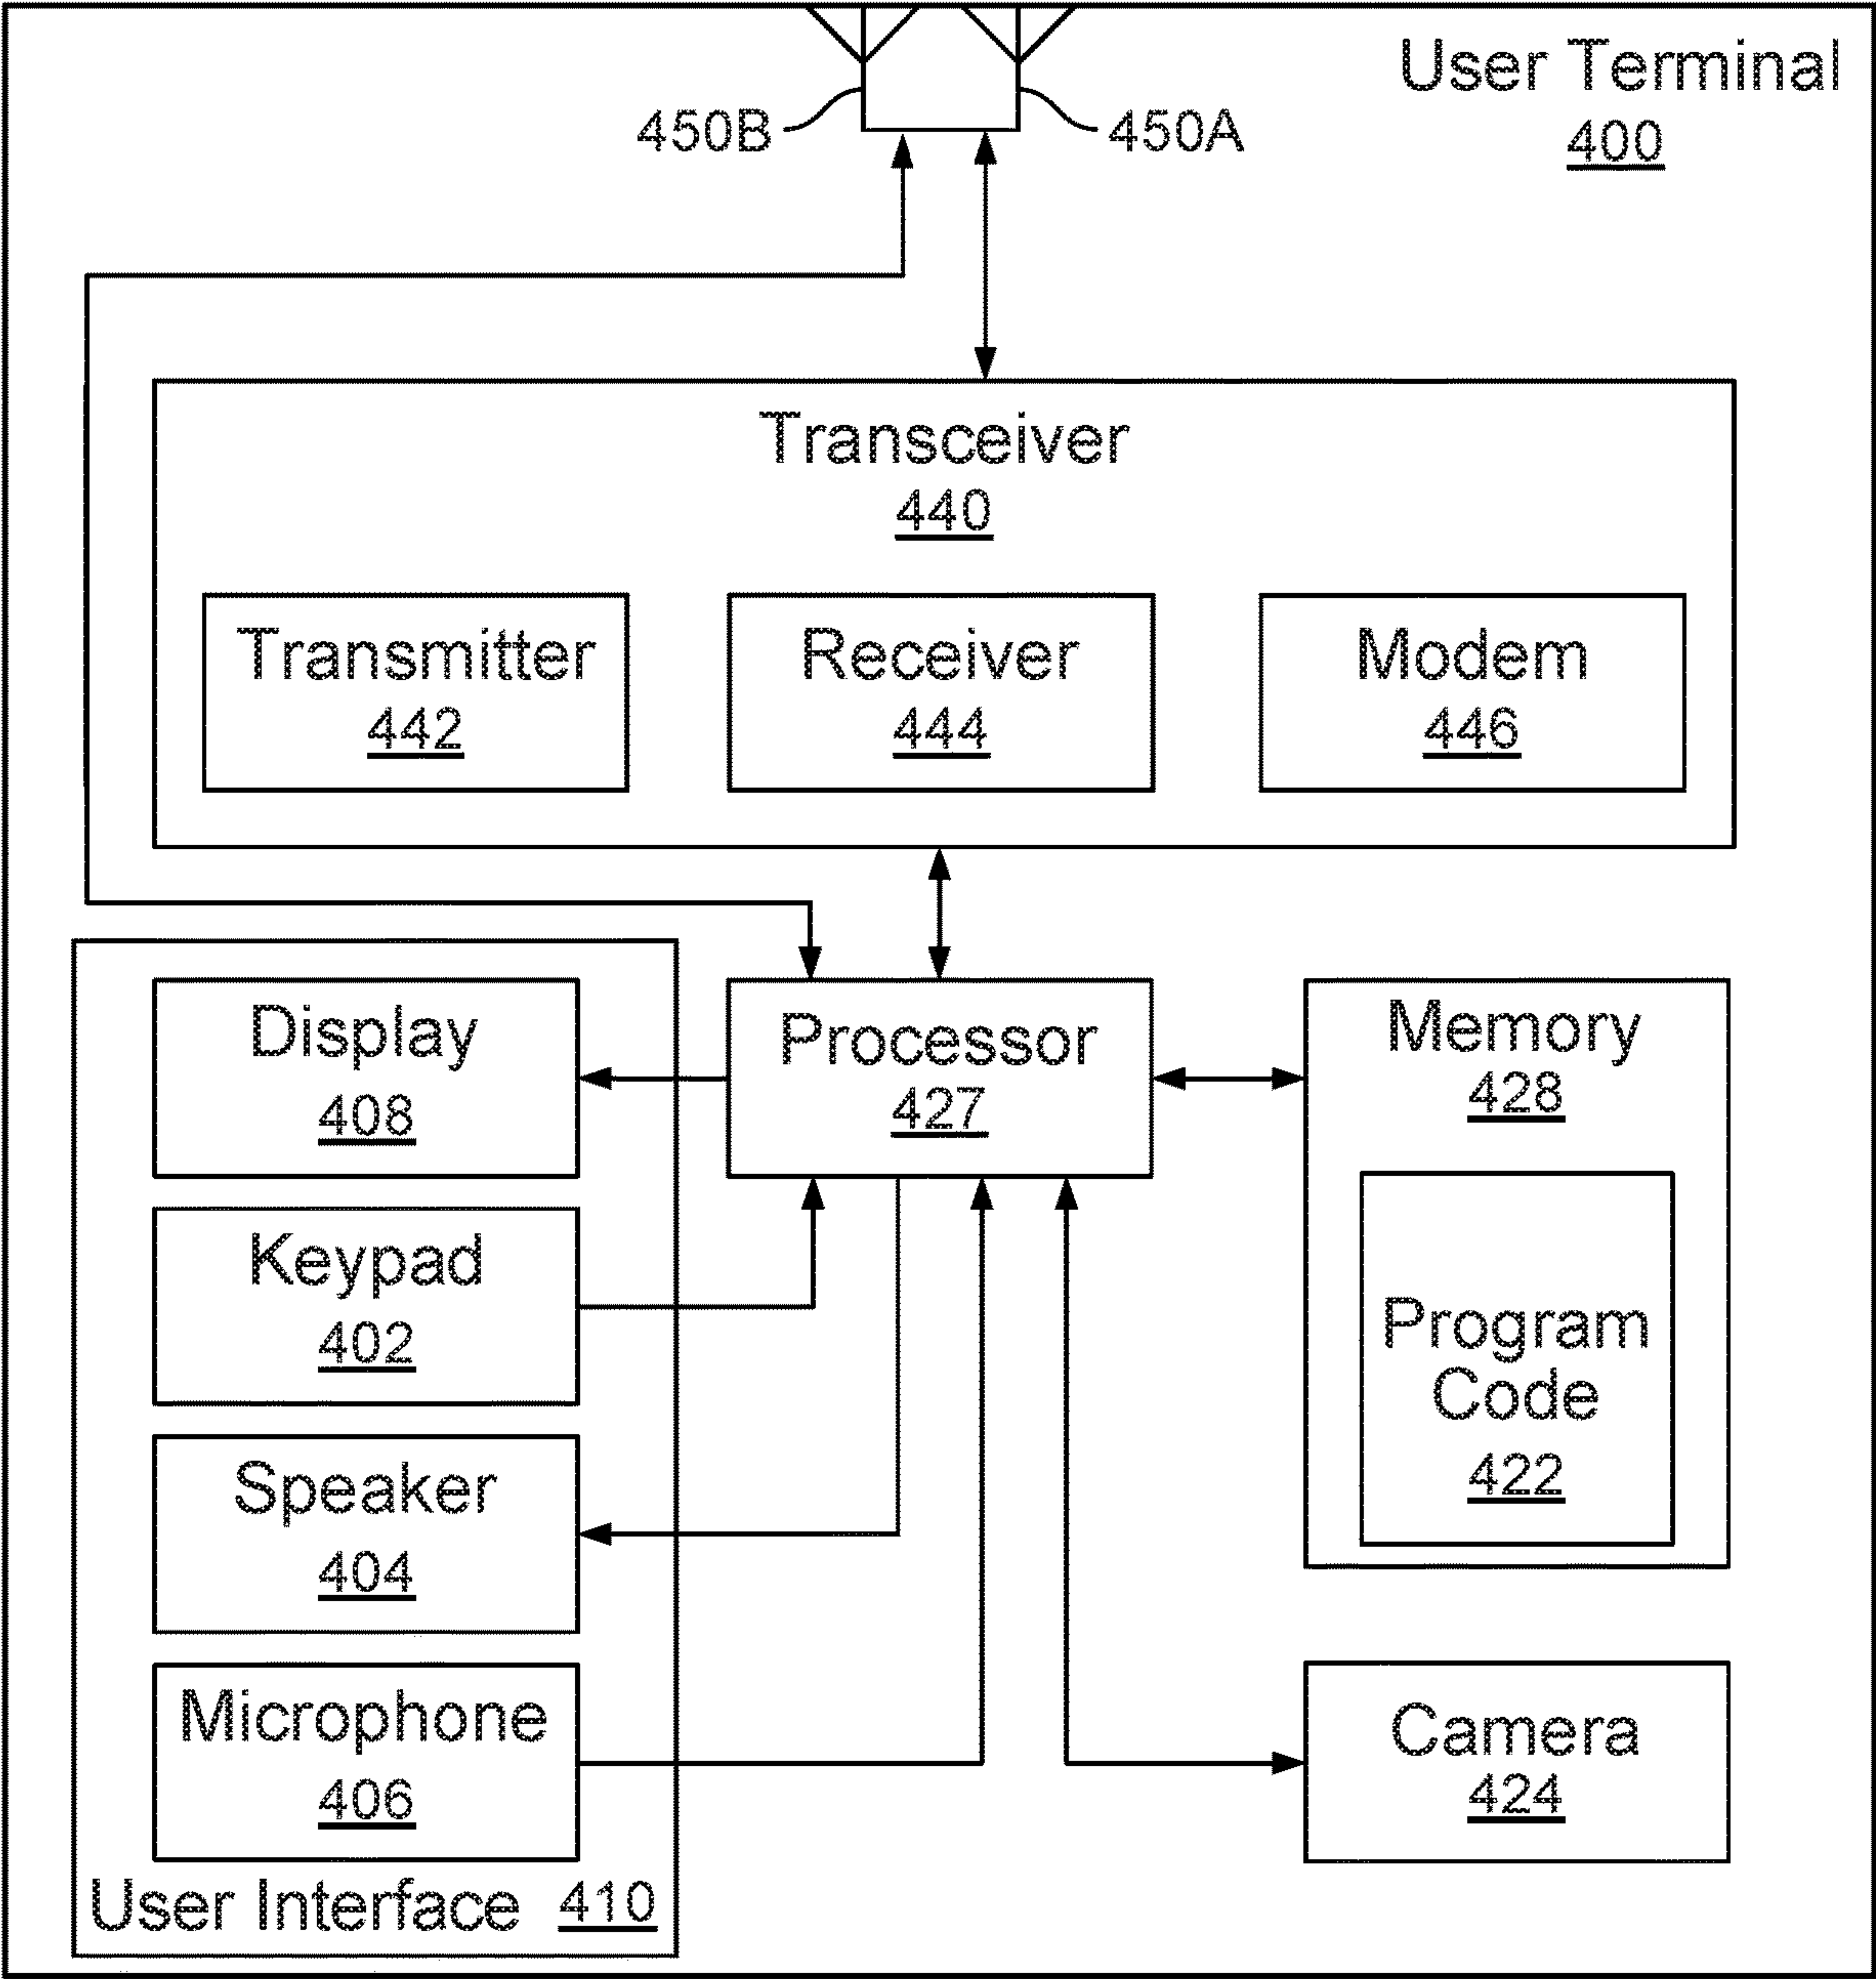 User Terminal
400
450B
450A
Transceiver
440
Transmitter
442
Receiver
444
Modem
446
Display
408
Processor
427
Memory
428
Keypad
402
Program
Code
422
Speaker
404
Microphone
406
Camera
424
User Interface 410